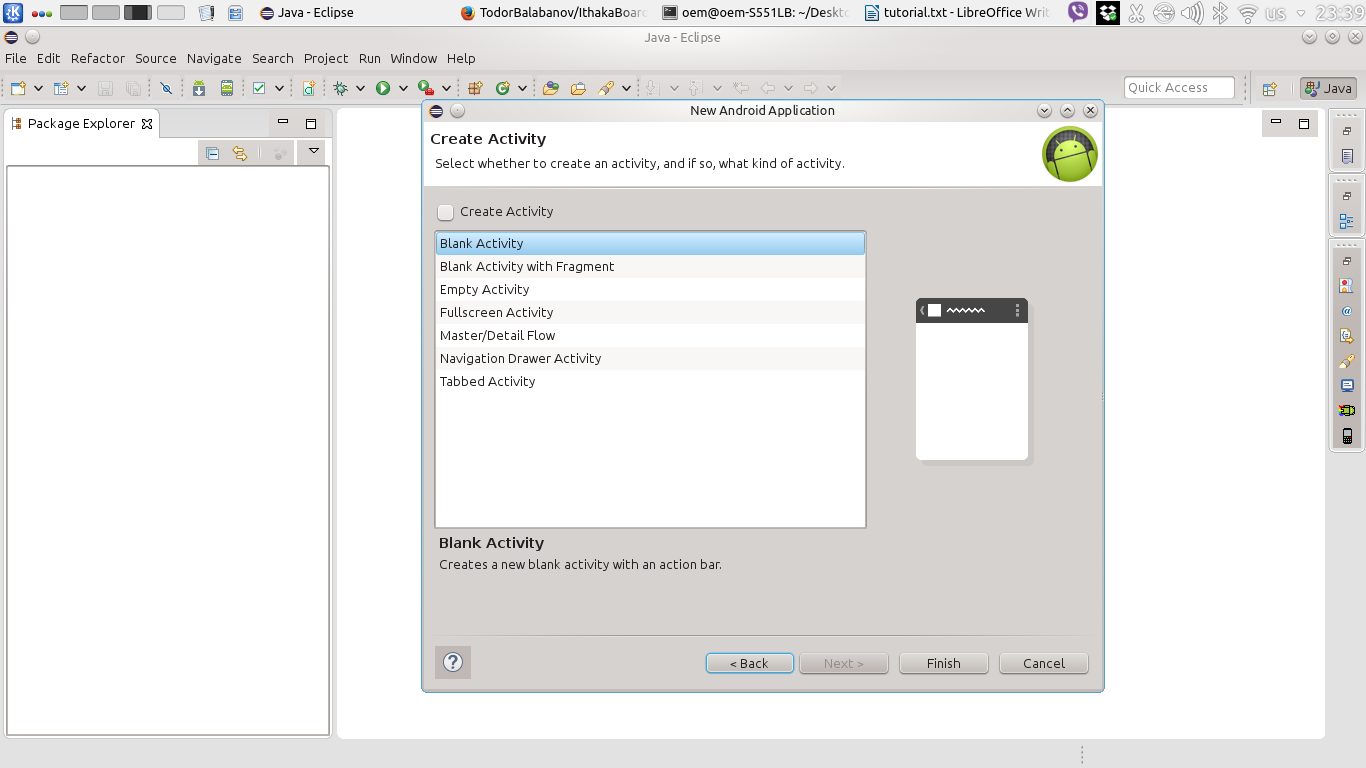 Java - Eclipse
TodorBalabanov/IthakaBoar
oem@oem-S551LB: ~/Deskt
tutorial.txt - LibreOffice Writ
us
23:39
Java - Eclipse
File Edit Refactor Source Navigate Search Project Run Window Help
Quick Access
Java
Package Explorer
New Android Application
Create Activity
Select whether to create an activity, and if so, what kind of activity.
Create Activity
Blank Activity
Blank Activity with Fragment
Empty Activity
Fullscreen Activity
Master/Detail Flow
Navigation Drawer Activity
Tabbed Activity
Blank Activity
Creates a new blank activity with an action bar.
?
< Back
Next >
Finish
Cancel